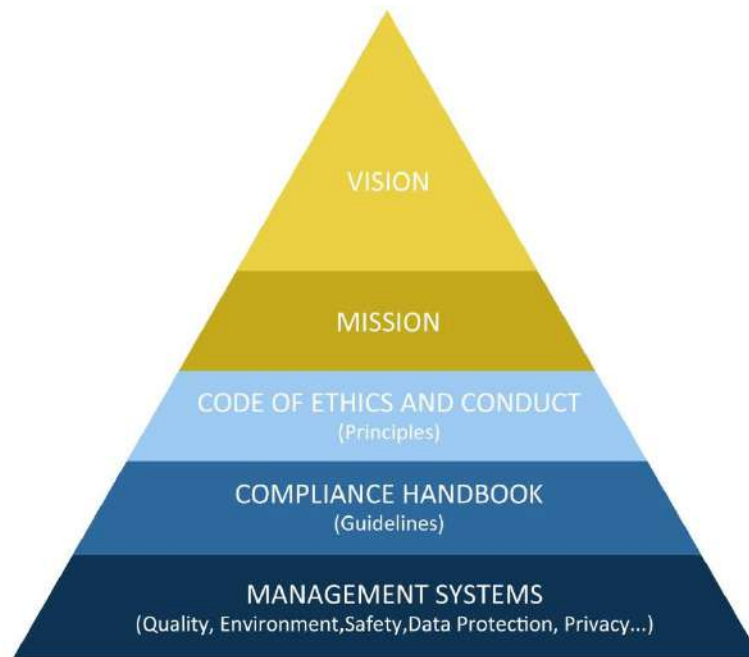 VISION
MISSION
CODE OF ETHICS AND CONDUCT
(Principles)
COMPLIANCE HANDBOOK
(Guidelines)
MANAGEMENT SYSTEMS
(Quality, Environment,Safety,Data Protection, Privacy...)